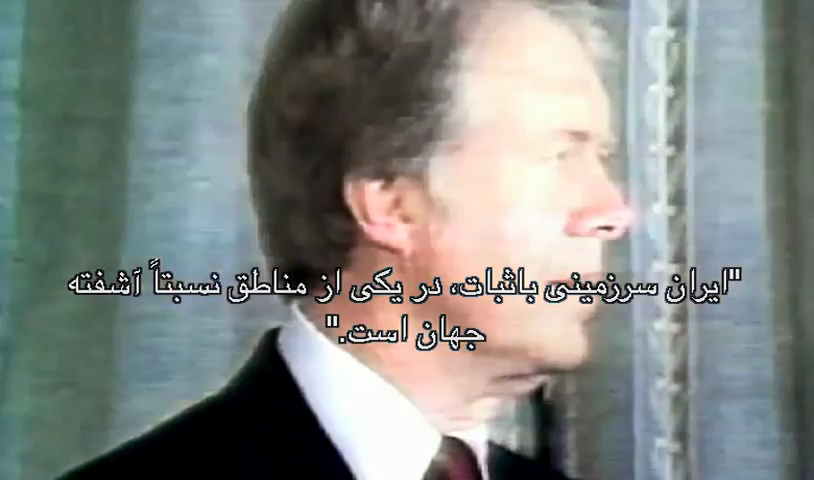 "ایران سرزمینی باثبات، در یکی از مناطق نسبتاً آشفته
جهان است."